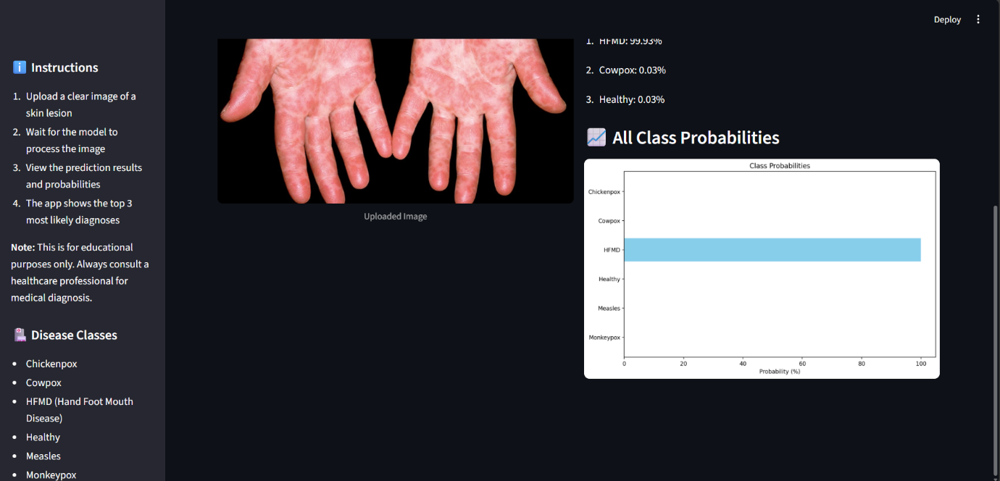 Deploy
Instructions
1. Upload a clear image of a
skin lesion
2. Wait for the model to
process the image
3. View the prediction results
and probabilities
4. The app shows the top 3
most likely diagnoses
Note: This is for educational
purposes only. Always consult a
healthcare professional for
medical diagnosis.
Disease Classes
Chickenpox
Cowpox
HFMD (Hand Foot Mouth
Disease)
Healthy
Measles
Monkeypox
Uploaded Image
1. HFMD: 99.93%
2. Cowpox: 0.03%
3. Healthy: 0.03%
All Class Probabilities
Class Probabilities
Chickenpox
Cowpox
HFMD
Healthy
Measles
Monkeypox
0 20 40 60 80 100
Probability (%)